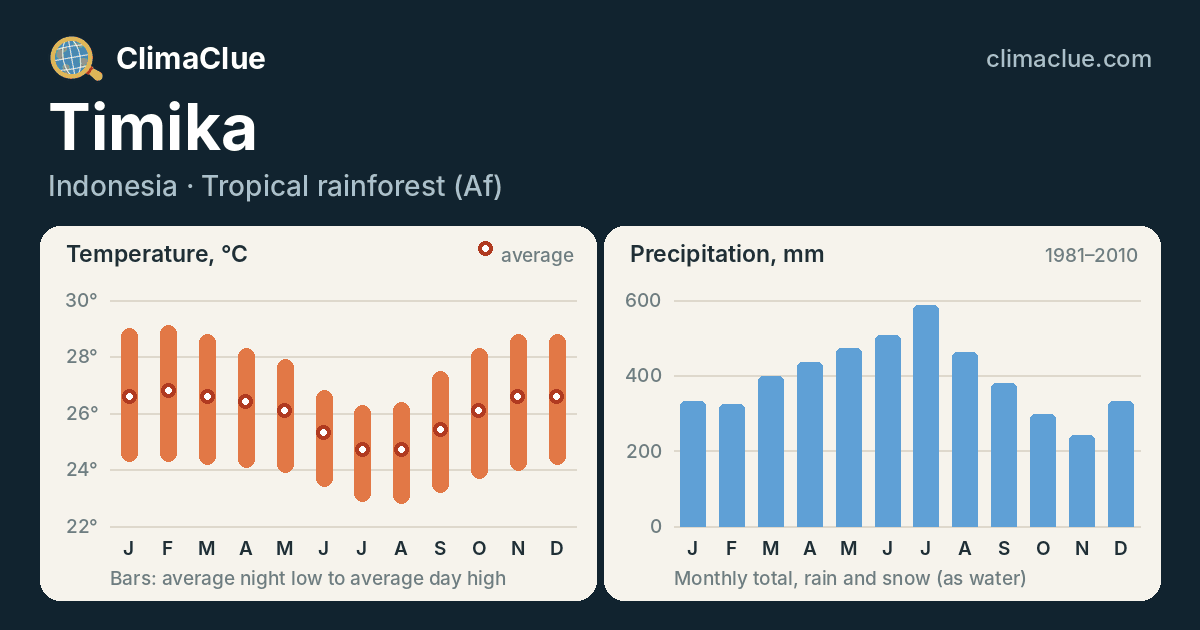 ClimaClue
climaclue.com
Timika
Indonesia · Tropical rainforest (Af)
Temperature, °C
average
30°
28°
26°
24°
22°
J F M A M J J A S O N D
Bars: average night low to average day high
Precipitation, mm
1981–2010
600
400
200
0
J F M A M J J A S O N D
Monthly total, rain and snow (as water)